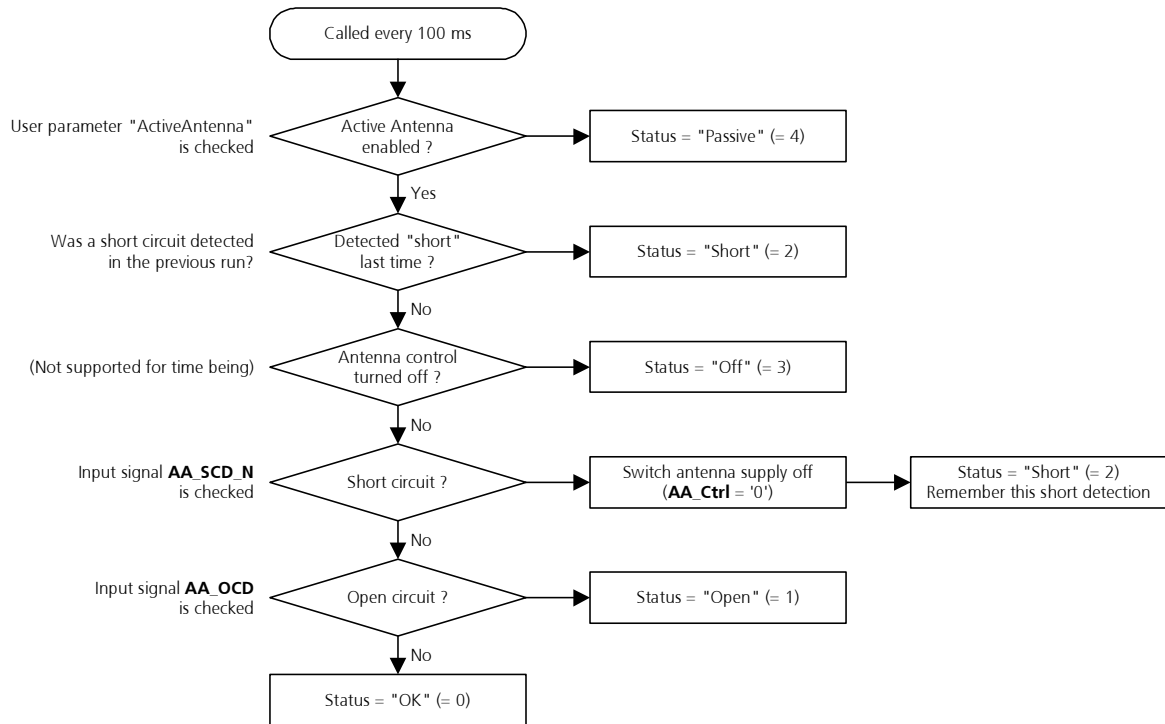 Called every 100 ms
User parameter "ActiveAntenna"
is checked
Active Antenna
enabled ?
Status = "Passive" (= 4)
Yes
Was a short circuit detected
in the previous run?
Detected "short"
last time ?
Status = "Short" (= 2)
No
(Not supported for time being)
Antenna control
turned off ?
Status = "Off" (= 3)
No
Input signal AA_SCD_N
is checked
Short circuit ?
Switch antenna supply off
(AA_Ctrl = '0')
Status = "Short" (= 2)
Remember this short detection
No
Input signal AA_OCD
is checked
Open circuit ?
Status = "Open" (= 1)
No
Status = "OK" (= 0)